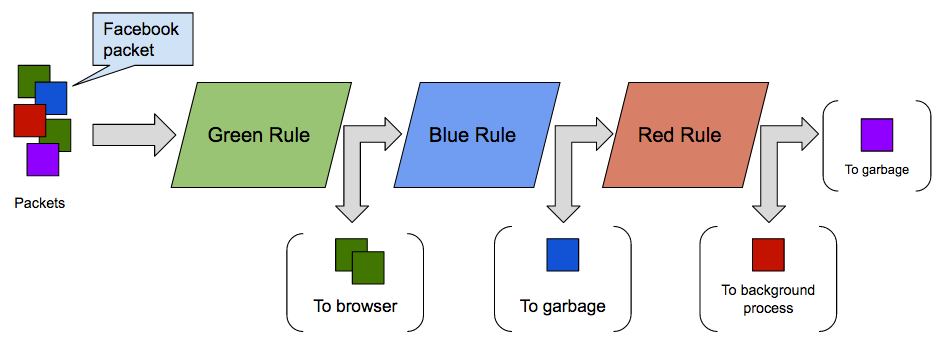 Facebook
packet
Packets
Green Rule
Blue Rule
Red Rule
To garbage
To browser
To garbage
To background
process